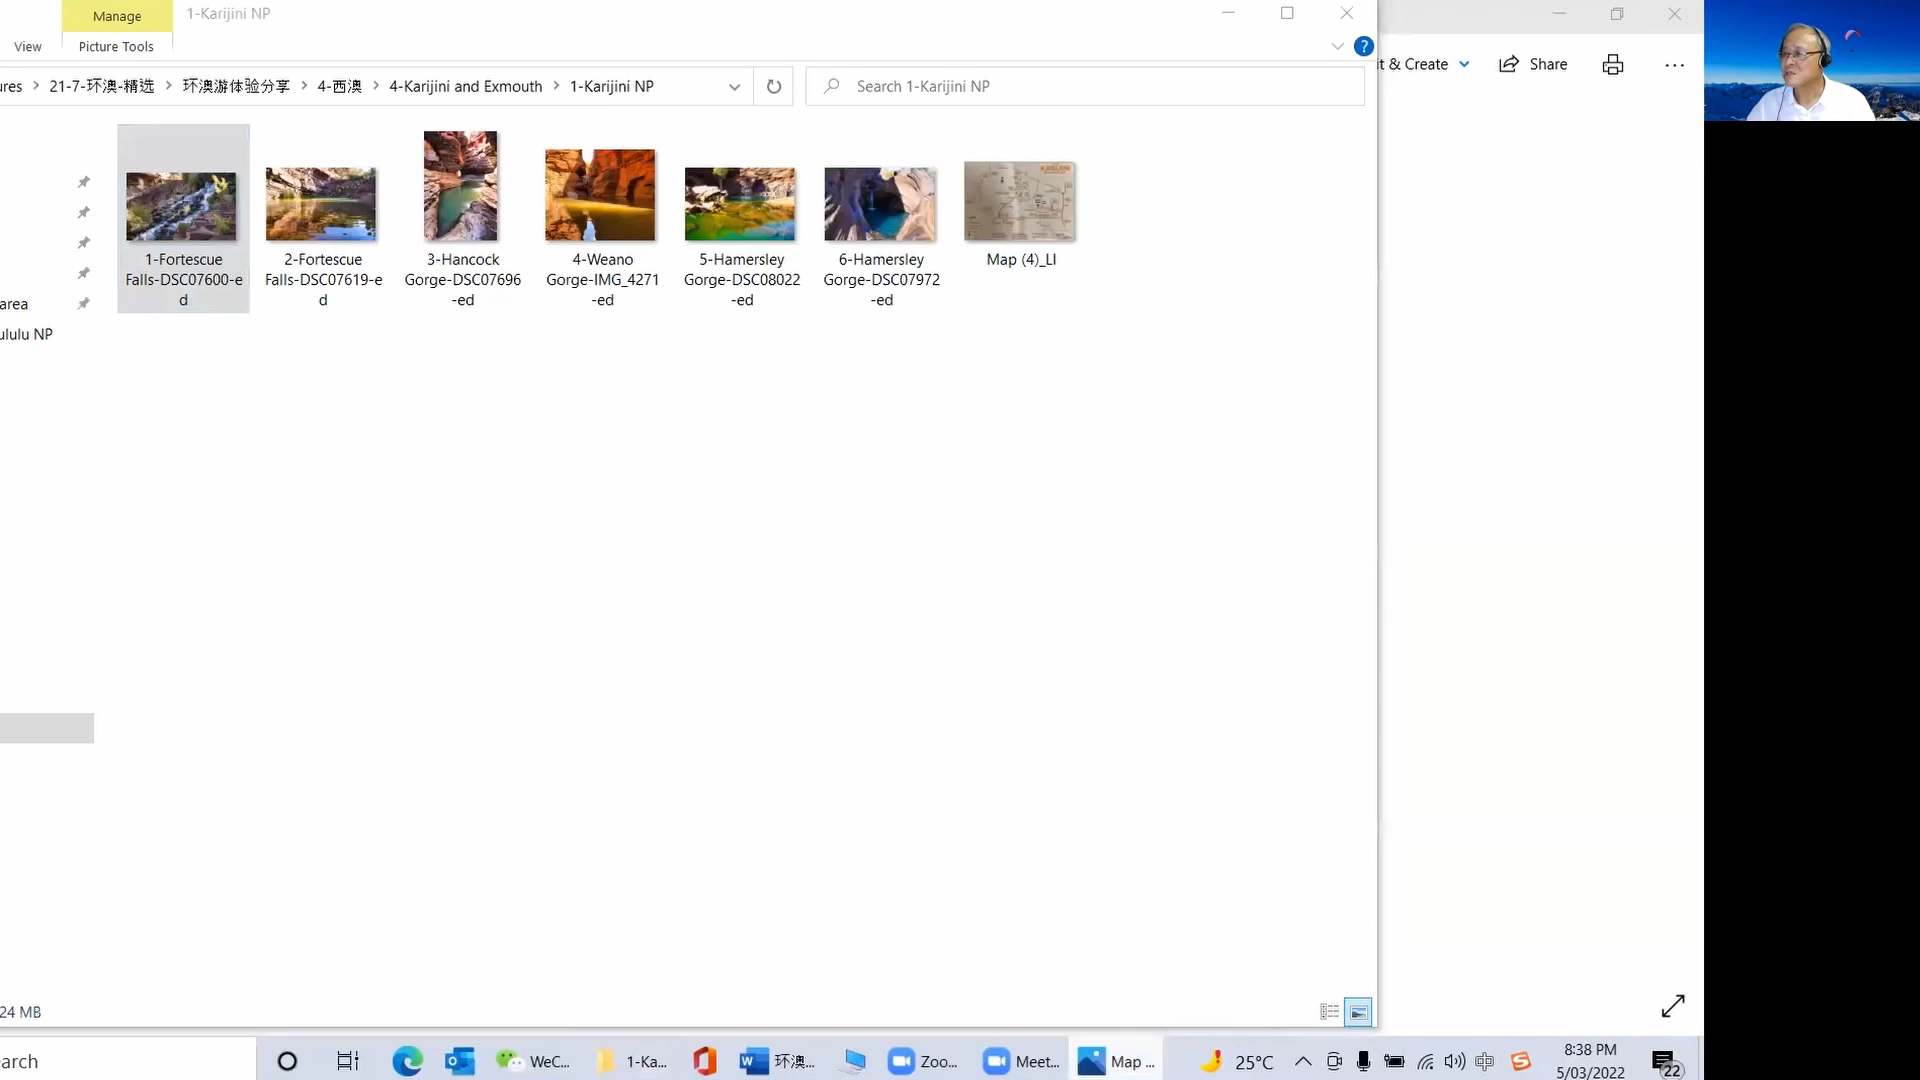 Manage
1-Karijini NP
View
Picture Tools
?
t & Create
Share
res
21-7-环澳-精选
环澳游体验分享
4-西澳
4-Karijini and Exmouth
1-Karijini NP
Search 1-Karijini NP
1-Fortescue
Falls-DSC07600-e
d
2-Fortescue
Falls-DSC07619-e
d
3-Hancock
Gorge-DSC07696
-ed
4-Weano
Gorge-IMG_4271
-ed
5-Hamersley
Gorge-DSC08022
-ed
6-Hamersley
Gorge-DSC07972
-ed
Map (4)_LI
area
ululu NP
24 MB
arch
WeC...
1-Ka...
环澳...
Zoo...
Meet...
Map ...
25°C
8:38 PM
5/03/2022
22